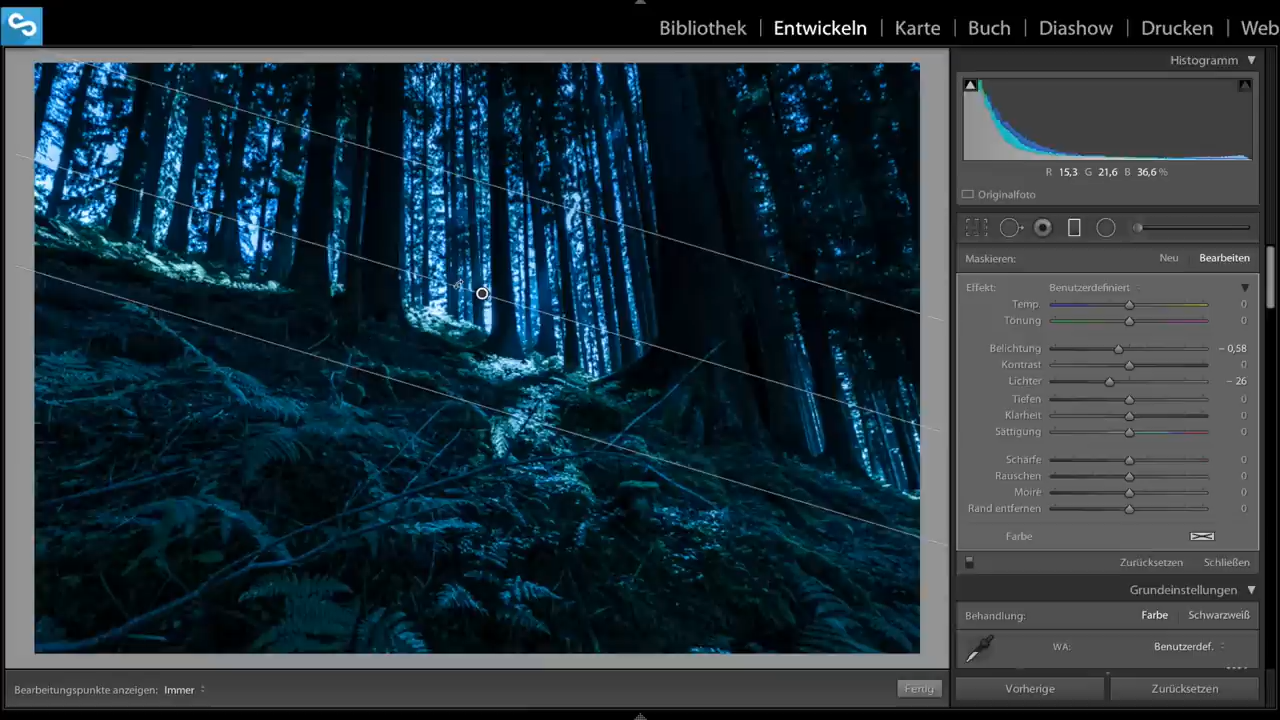 Bibliothek | Entwickeln | Karte | Buch | Diashow | Drucken | Web
Histogramm
R 15,3 G 21,6 B 36,6 %
Originalfoto
Maskieren: Neu Bearbeiten
Effekt: Benutzerdefiniert
Temp. 0
Tönung 0
Belichtung − 0,58
Kontrast 0
Lichter − 26
Tiefen 0
Klarheit 0
Sättigung 0
Schärfe 0
Rauschen 0
Moiré 0
Rand entfernen 0
Farbe
Zurücksetzen Schließen
Grundeinstellungen
Behandlung: Farbe Schwarzweiß
WA: Benutzerdef.
Bearbeitungspunkte anzeigen: Immer Fertig
Vorherige Zurücksetzen